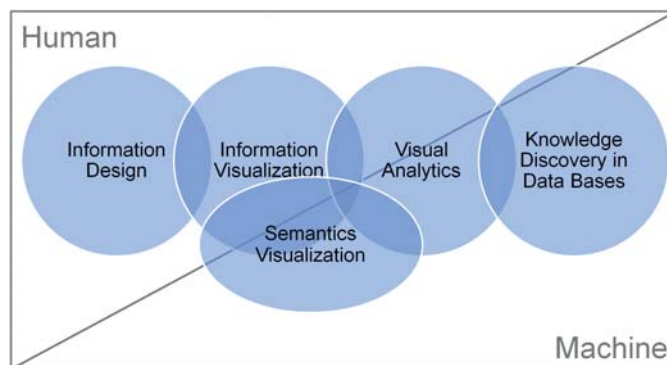 Human
Information
Design
Information
Visualization
Visual
Analytics
Knowledge
Discovery in
Data Bases
Semantics
Visualization
Machine